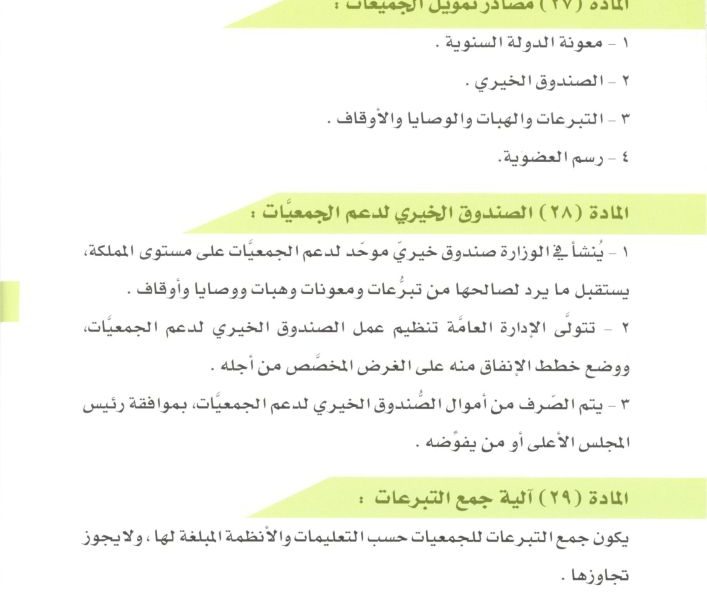 المادة (٢٧) مصادر تمويل الجميعات :
١ - معونة الدولة السنوية .
٢ - الصندوق الخيري .
٣ - التبرعات والهبات والوصايا والأوقاف .
٤ - رسم العضوية.
المادة (٢٨) الصندوق الخيري لدعم الجمعيَّات :
١ - يُنشأ في الوزارة صندوق خيريّ موحَد لدعم الجمعيَّات على مستوى المملكة،
يستقبل ما يرد لصالحها من تبرُّعات ومعونات وهبات ووصايا وأوقاف .
٢ - تتولَّى الإدارة العامَّة تنظيم عمل الصندوق الخيري لدعم الجمعيَّات،
ووضع خطط الإنفاق منه على الغرض المخصَّص من أجله .
٣ - يتم الصَرف من أموال الصُّندوق الخيري لدعم الجمعيَّات، بموافقة رئيس
المجلس الأعلى أو من يفوِّضه .
المادة (٢٩) آلية جمع التبرعات :
يكون جمع التبرعات للجمعيات حسب التعليمات والأنظمة المبلغة لها ، ولايجوز
تجاوزها .